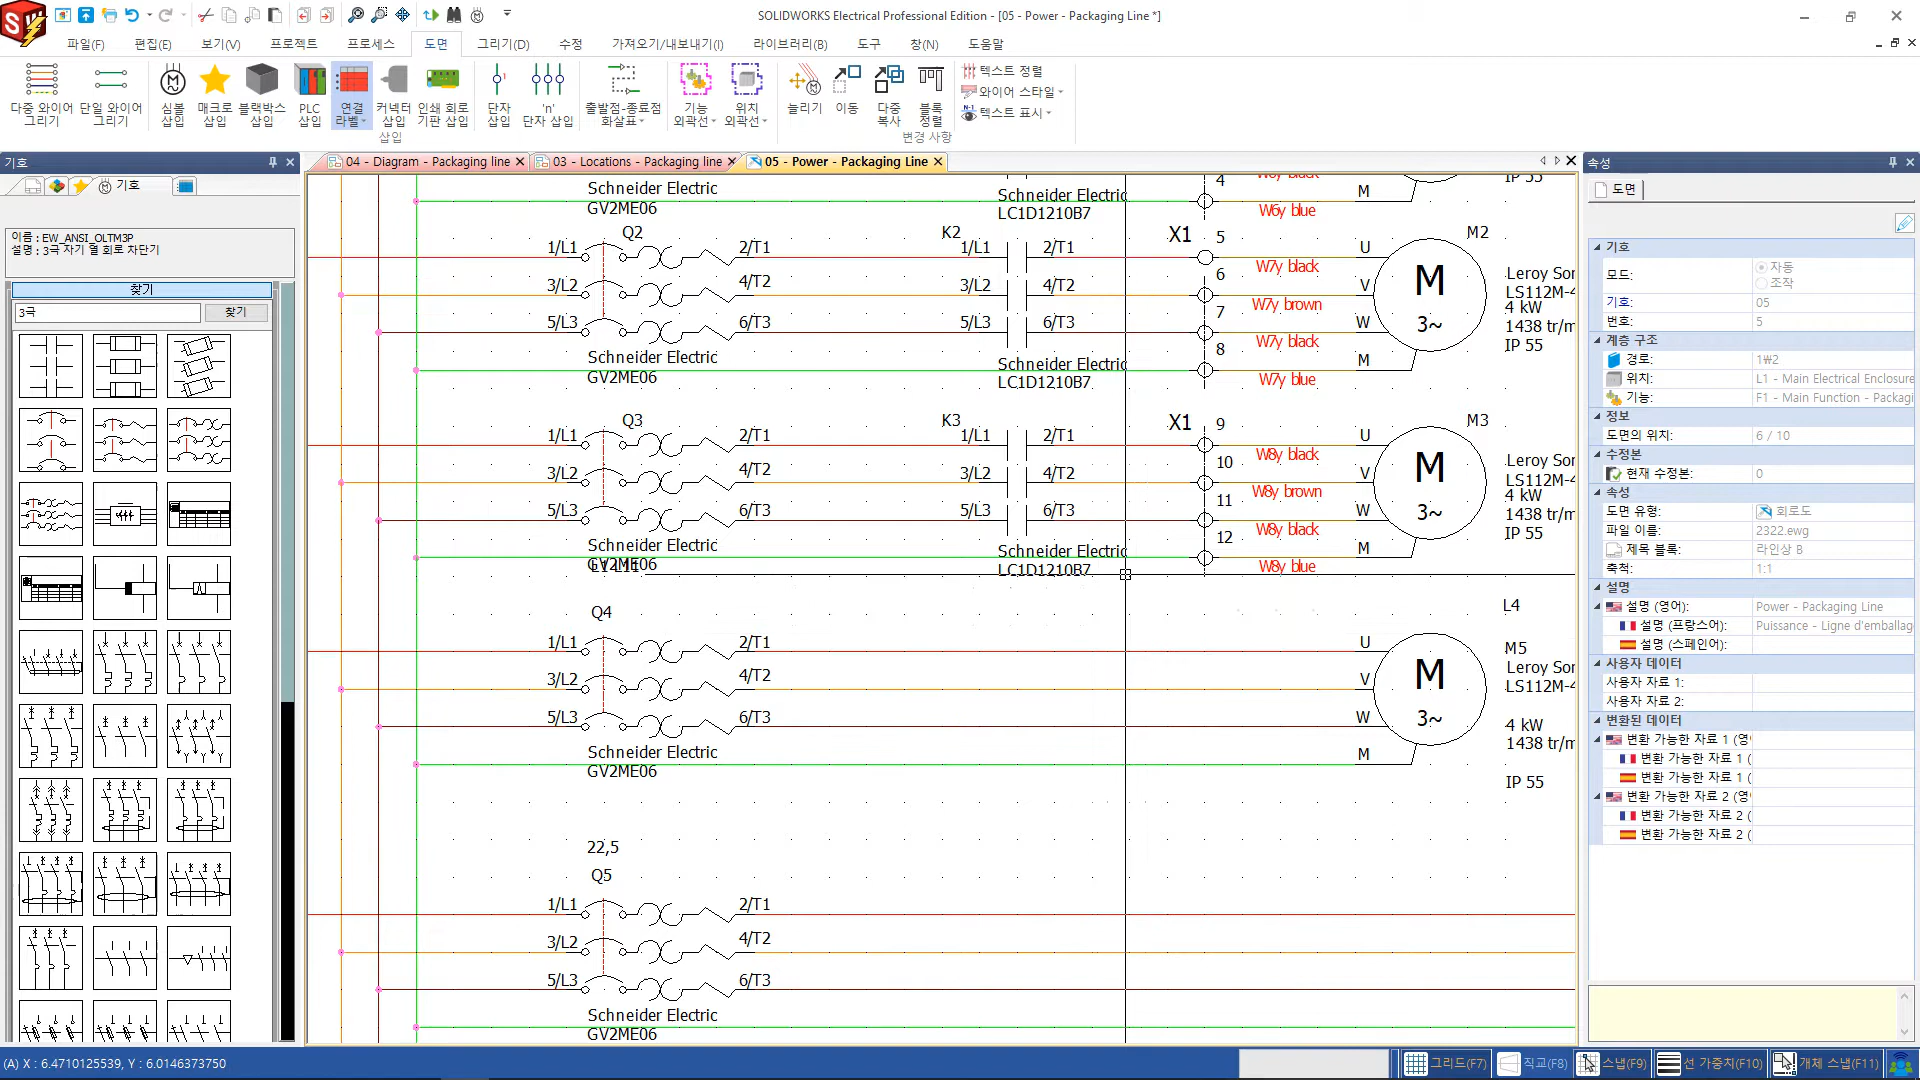 SOLIDWORKS Electrical Professional Edition - [05 - Power - Packaging Line *]
파일(F) 편집(E) 보기(V) 프로젝트 프로세스 도면 그리기(D) 수정 가져오기/내보내기(I) 라이브러리(B) 도구 창(N) 도움말
다중 와이어 그리기
단일 와이어 그리기
심볼 삽입
매크로 삽입
블랙박스 삽입
PLC 삽입
연결 라벨
커넥터 삽입
인쇄 회로 기판 삽입
단자 삽입
'n' 단자 삽입
출발점-종료점 화살표
기능 외곽선
위치 외곽선
늘리기
이동
다중 복사
블록 정렬
텍스트 정렬
와이어 스타일
텍스트 표시
삽입
변경 사항
기호
기호
이름 : EW_ANSI_OLTM3P
설명 : 3극 자기 열 회로 차단기
찾기
3극
찾기
04 - Diagram - Packaging line
03 - Locations - Packaging line
05 - Power - Packaging Line
Schneider Electric
GV2ME06
Schneider Electric
LC1D1210B7
4
W6y blue
M
IP 55
Q2 K2 X1 5 M2
1/L1 2/T1 1/L1 2/T1 W7y black U
3/L2 4/T2 3/L2 4/T2 6 W7y brown V
5/L3 6/T3 5/L3 6/T3 7 W7y black W
8 W7y blue M
M
3~
Leroy Sor
LS112M-4
4 kW
1438 tr/m
IP 55
Schneider Electric
GV2ME06
Schneider Electric
LC1D1210B7
Q3 K3 X1 9 M3
1/L1 2/T1 1/L1 2/T1 W8y black U
3/L2 4/T2 3/L2 4/T2 10 W8y brown V
5/L3 6/T3 5/L3 6/T3 11 W8y black W
12 W8y blue M
M
3~
Leroy Sor
LS112M-4
4 kW
1438 tr/m
IP 55
Schneider Electric
GV2ME06
Schneider Electric
LC1D1210B7
Q4 L4
1/L1 2/T1 U
3/L2 4/T2 V
5/L3 6/T3 W
M
M
3~
M5
Leroy Sor
LS112M-4
4 kW
1438 tr/m
IP 55
Schneider Electric
GV2ME06
22,5
Q5
1/L1 2/T1
3/L2 4/T2
5/L3 6/T3
Schneider Electric
GV2ME06
속성
도면
기호
모드: 자동
조작
기호: 05
번호: 5
계층 구조
경로: 1₩2
위치: L1 - Main Electrical Enclosure
기능: F1 - Main Function - Packagi
정보
도면의 위치: 6 / 10
수정본
현재 수정본: 0
속성
도면 유형: 회로도
파일 이름: 2322.ewg
제목 블록: 라인상 B
축척: 1:1
설명
설명 (영어): Power - Packaging Line
설명 (프랑스어): Puissance - Ligne d'emballag
설명 (스페인어):
사용자 데이터
사용자 자료 1:
사용자 자료 2:
변환된 데이터
변환 가능한 자료 1 (영
변환 가능한 자료 1 (
변환 가능한 자료 1 (
변환 가능한 자료 2 (영
변환 가능한 자료 2 (
변환 가능한 자료 2 (
(A) X : 6.4710125539, Y : 6.0146373750
그리드(F7) 직교(F8) 스냅(F9) 선 가중치(F10) 개체 스냅(F11)